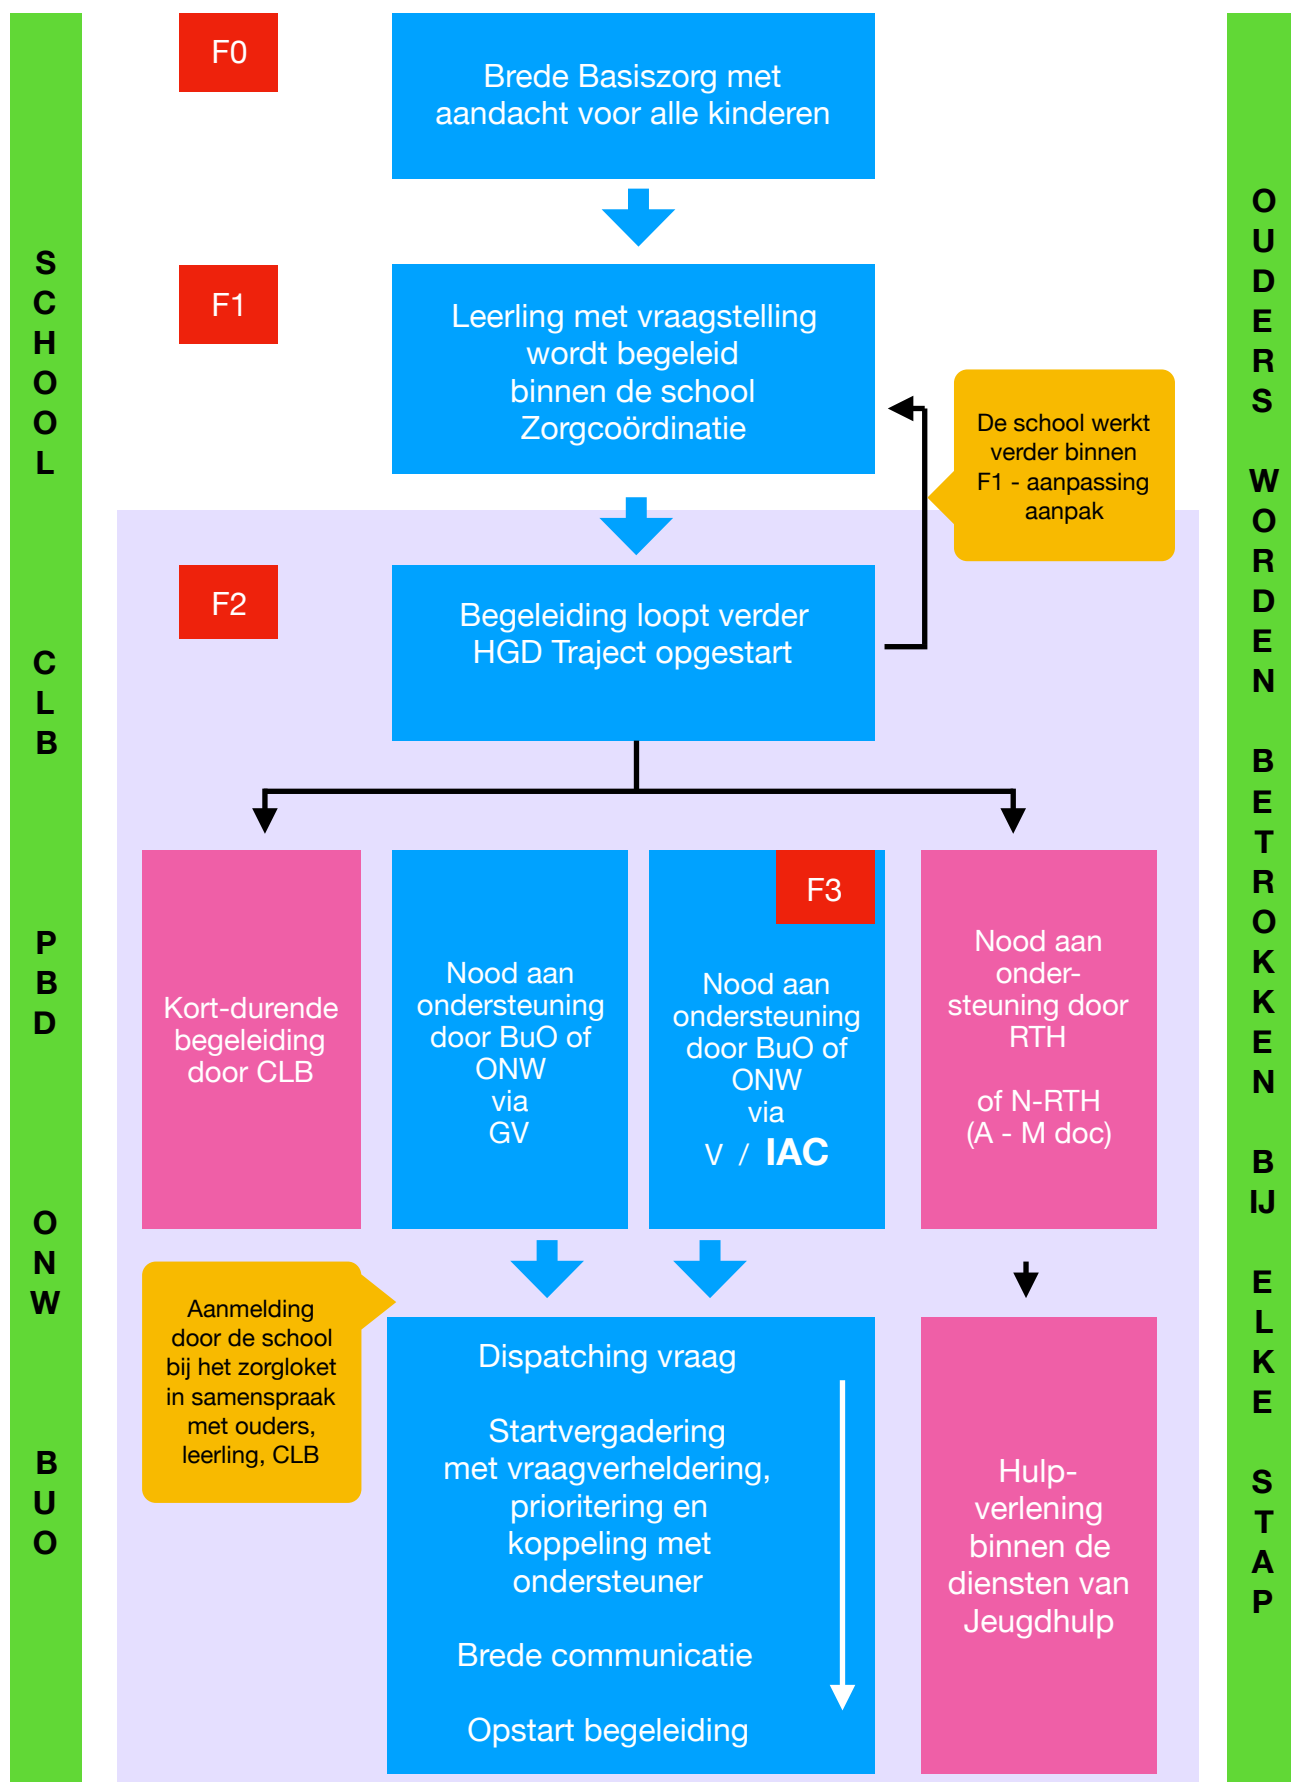 F0
Brede Basiszorg met
aandacht voor alle kinderen
F1
Leerling met vraagstelling
wordt begeleid
binnen de school
Zorgcoördinatie
De school werkt
verder binnen
F1 - aanpassing
aanpak
F2
Begeleiding loopt verder
HGD Traject opgestart
Kort-durende
begeleiding
door CLB
Nood aan
ondersteuning
door BuO of
ONW
via
GV
F3
Nood aan
ondersteuning
door BuO of
ONW
via
V / IAC
Nood aan
onder-
steuning door
RTH
of N-RTH
(A - M doc)
Aanmelding
door de school
bij het zorgloket
in samenspraak
met ouders,
leerling, CLB
Dispatching vraag
Startvergadering
met vraagverheldering,
prioritering en
koppeling met
ondersteuner
Brede communicatie
Opstart begeleiding
Hulp-
verlening
binnen de
diensten van
Jeugdhulp
SCHOOL
CLB
PBD
ONW
BUO
OUDERS WORDEN BETROKKEN BIJ ELKE STAP